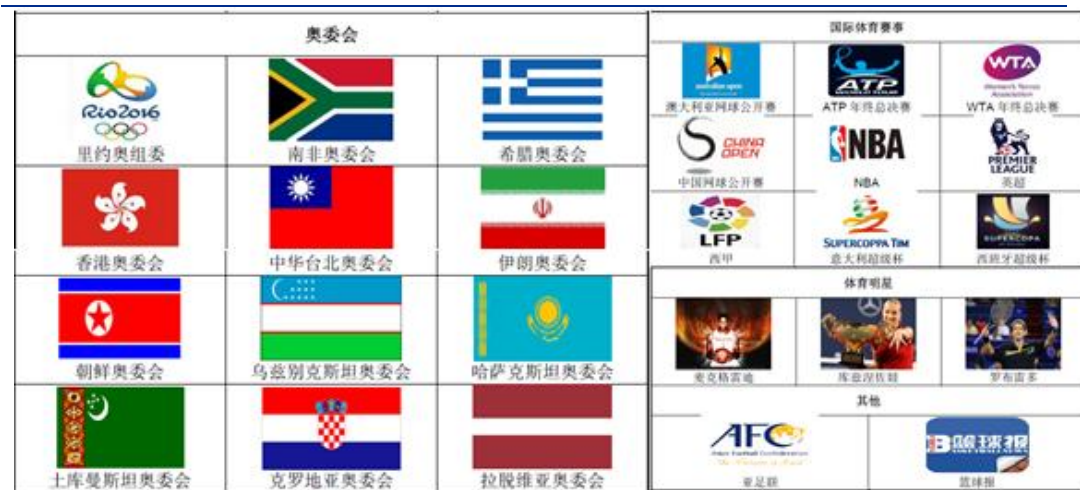 奥委会
Rio2016
里约奥组委
南非奥委会
希腊奥委会
香港奥委会
中华台北奥委会
伊朗奥委会
朝鲜奥委会
乌兹别克斯坦奥委会
哈萨克斯坦奥委会
土库曼斯坦奥委会
克罗地亚奥委会
拉脱维亚奥委会
国际体育赛事
australian open
ATP
WTA
澳大利亚网球公开赛
ATP 年终总决赛
WTA 年终总决赛
CHINA
OPEN
NBA
PREMIER
LEAGUE
中国网球公开赛
NBA
英超
LFP
SUPERCOPPA TIM
SUPERCOPA
西甲
意大利超级杯
西班牙超级杯
体育明星
麦克格雷迪
库兹涅佐娃
罗布雷多
其他
AFC
Asian Football Confederation
篮球报
亚足联
篮球报